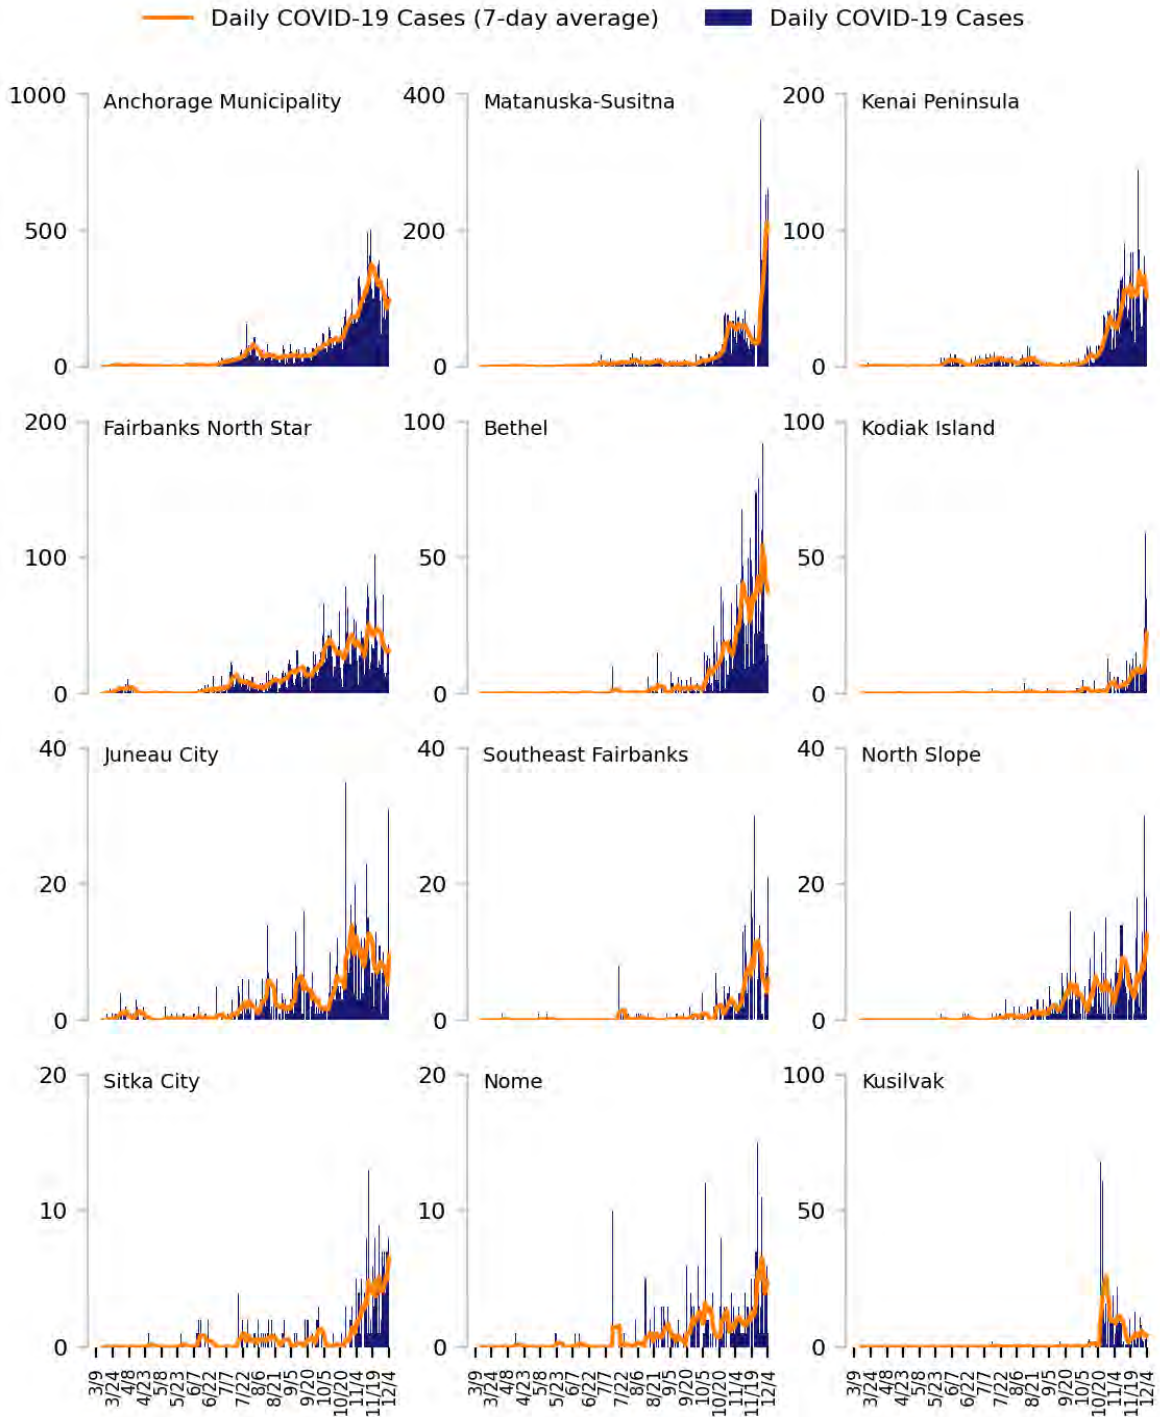 Daily COVID-19 Cases (7-day average) Daily COVID-19 Cases
1000 Anchorage Municipality 400 Matanuska-Susitna 200 Kenai Peninsula
500 200 100
0 0 0
200 Fairbanks North Star 100 Bethel 100 Kodiak Island
100 50 50
0 0 0
40 Juneau City 40 Southeast Fairbanks 40 North Slope
20 20 20
0 0 0
20 Sitka City 20 Nome 100 Kusilvak
10 10 50
0 0 0
3/9 3/24 4/8 4/23 5/8 5/23 6/7 6/22 7/7 7/22 8/6 8/21 9/5 9/20 10/5 10/20 11/4 11/19 12/4 3/9 3/24 4/8 4/23 5/8 5/23 6/7 6/22 7/7 7/22 8/6 8/21 9/5 9/20 10/5 10/20 11/4 11/19 12/4 3/9 3/24 4/8 4/23 5/8 5/23 6/7 6/22 7/7 7/22 8/6 8/21 9/5 9/20 10/5 10/20 11/4 11/19 12/4